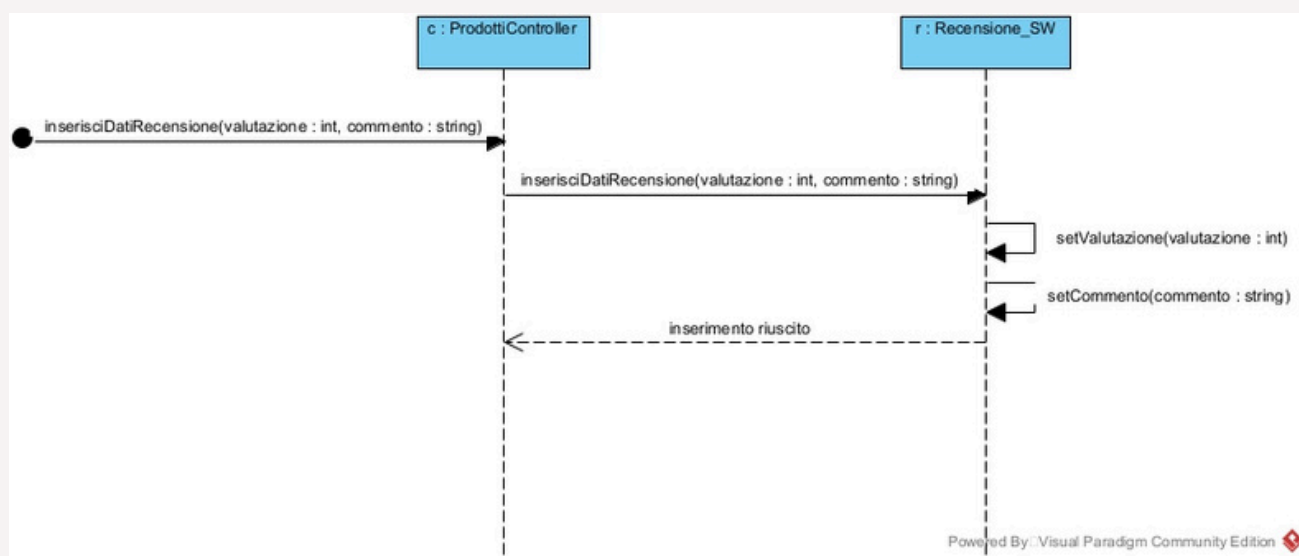 c : ProdottiController
r : Recensione_SW
inserisciDatiRecensione(valutazione : int, commento : string)
inserisciDatiRecensione(valutazione : int, commento : string)
setValutazione(valutazione : int)
setCommento(commento : string)
inserimento riuscito
Powered By Visual Paradigm Community Edition